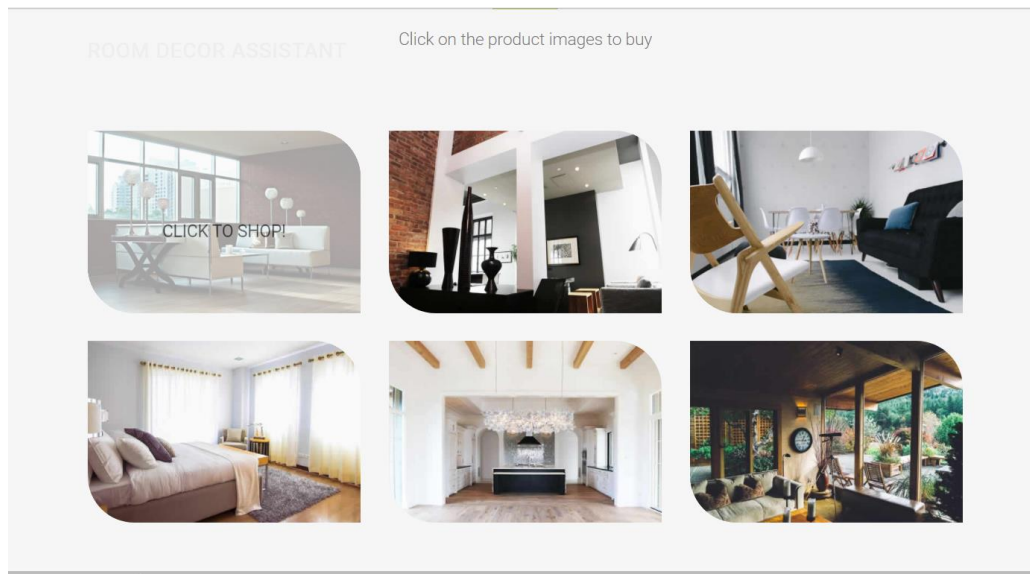 Click on the product images to buy
ROOM DECOR ASSISTANT
CLICK TO SHOP!